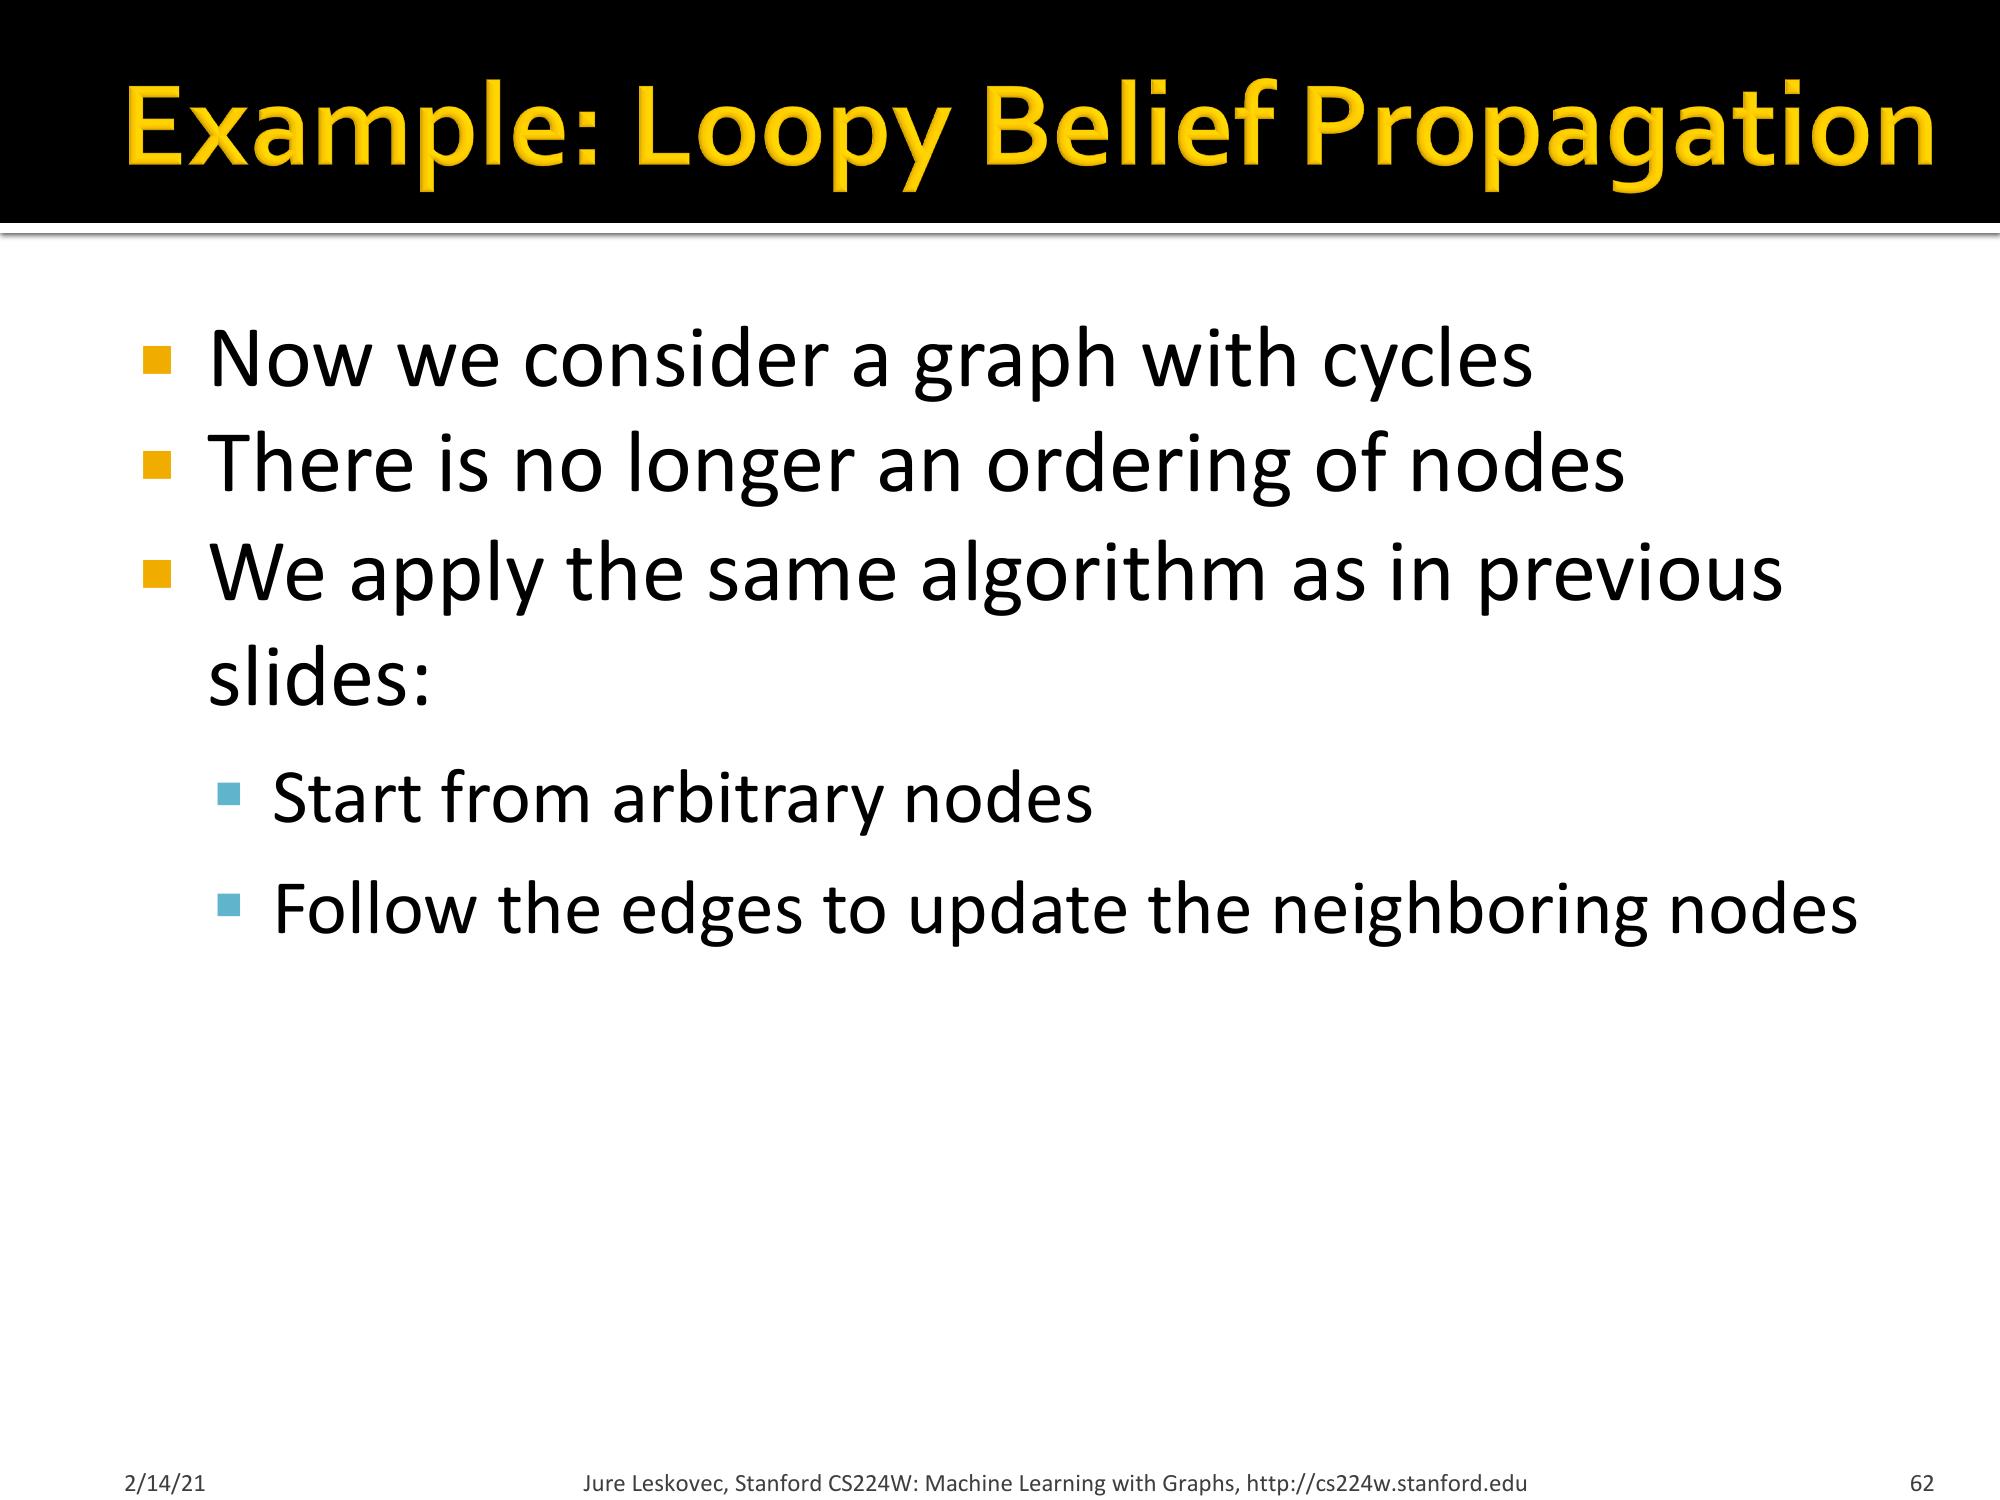 Example: Loopy Belief Propagation
Now we consider a graph with cycles
There is no longer an ordering of nodes
We apply the same algorithm as in previous
slides:
Start from arbitrary nodes
Follow the edges to update the neighboring nodes
2/14/21
Jure Leskovec, Stanford CS224W: Machine Learning with Graphs, http://cs224w.stanford.edu
62